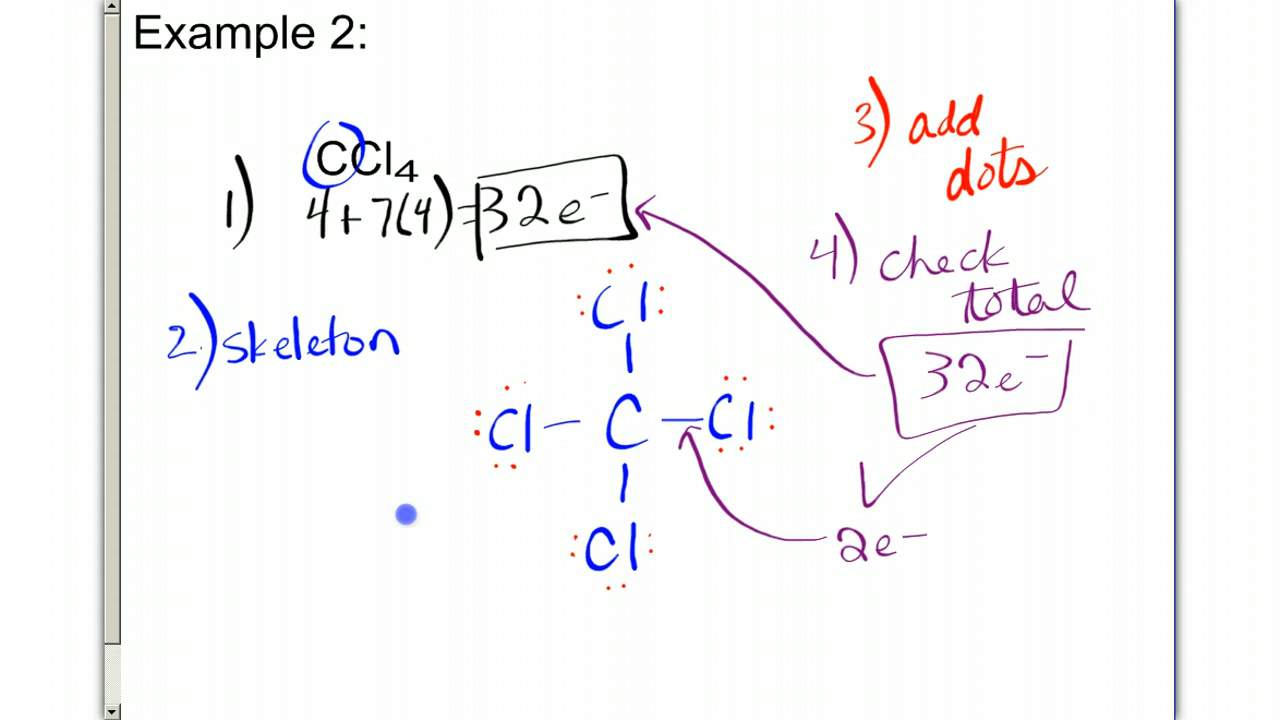 Example 2:
1) CCl₄
4+7(4)=32e⁻
2) skeleton
Cl
Cl — C — Cl
Cl
3) add
dots
4) check
total
32e⁻
2e⁻